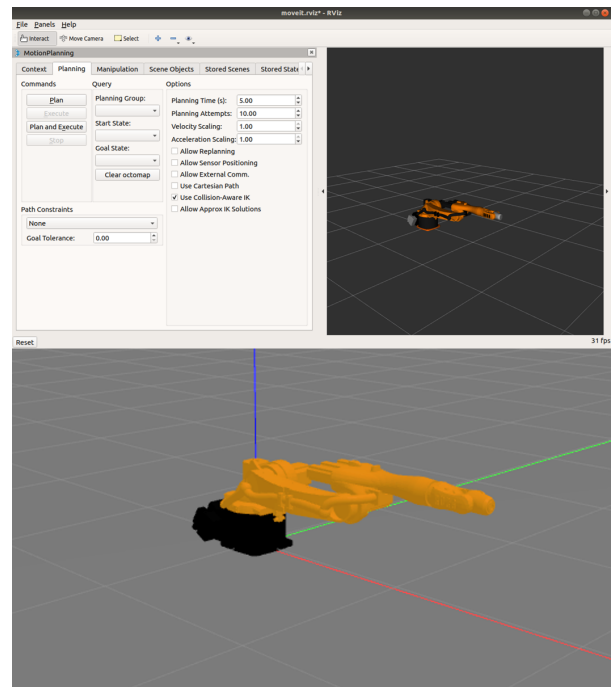 moveit.rviz* - RViz
File Panels Help
Interact Move Camera Select
MotionPlanning
Context Planning Manipulation Scene Objects Stored Scenes Stored State
Commands Query Options
Plan
Execute
Plan and Execute
Stop
Planning Group:
Start State:
Goal State:
Clear octomap
Planning Time (s): 5.00
Planning Attempts: 10.00
Velocity Scaling: 1.00
Acceleration Scaling: 1.00
Allow Replanning
Allow Sensor Positioning
Allow External Comm.
Use Cartesian Path
Use Collision-Aware IK
Allow Approx IK Solutions
Path Constraints
None
Goal Tolerance: 0.00
Reset
31 fps